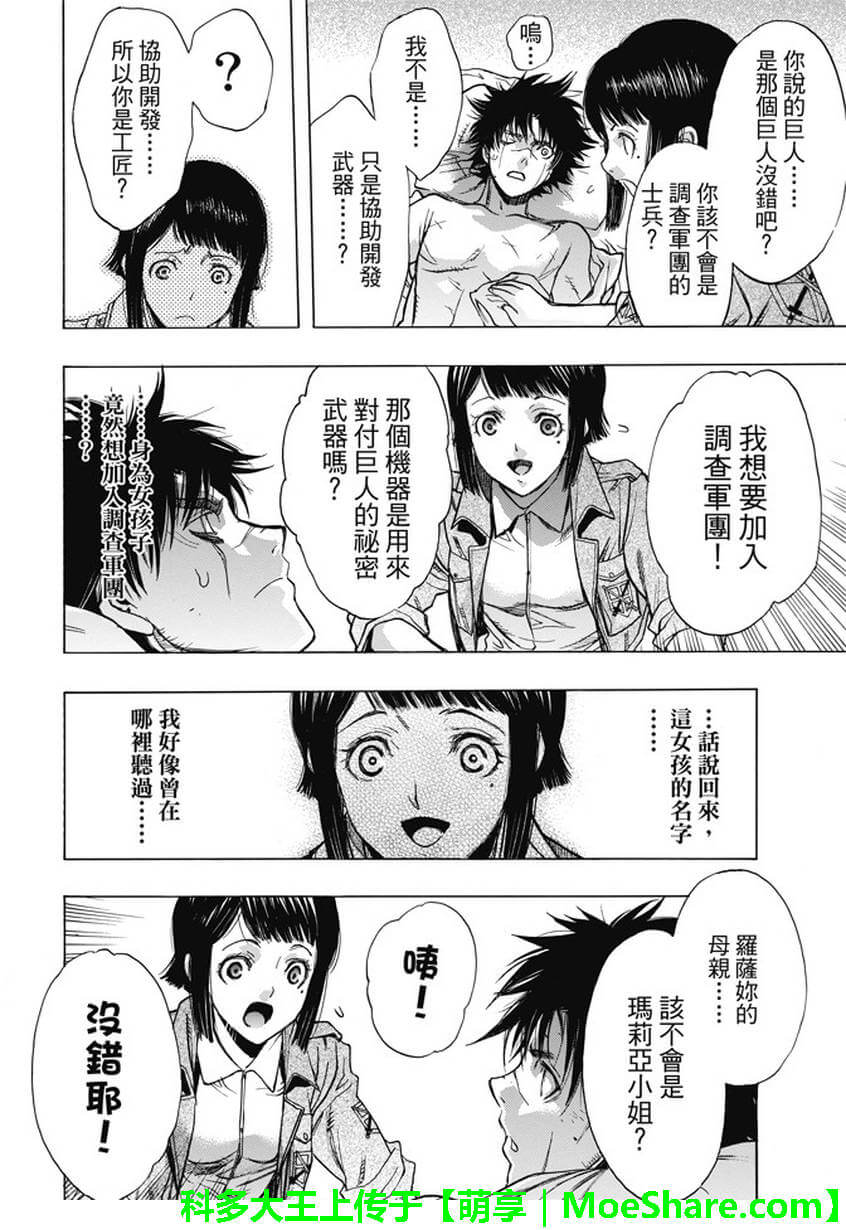 你說的巨人……
是那個巨人沒錯吧？
你該不會是
調查軍團的
士兵？
嗚…
我不是……
只是協助開發
武器……？
？
協助開發……
所以你是工匠？
我想要加入
調查軍團！
那個機器是用來
對付巨人的祕密
武器嗎？
……身為女孩子
竟然想加入調查軍團
……？
…話說回來，
這女孩的名字
……
我好像曾在
哪裡聽過……
羅薩妳的
母親……
該不會是
瑪莉亞小姐？
咦！
沒錯耶！
科多大王上传于【萌享｜MoeShare.com】